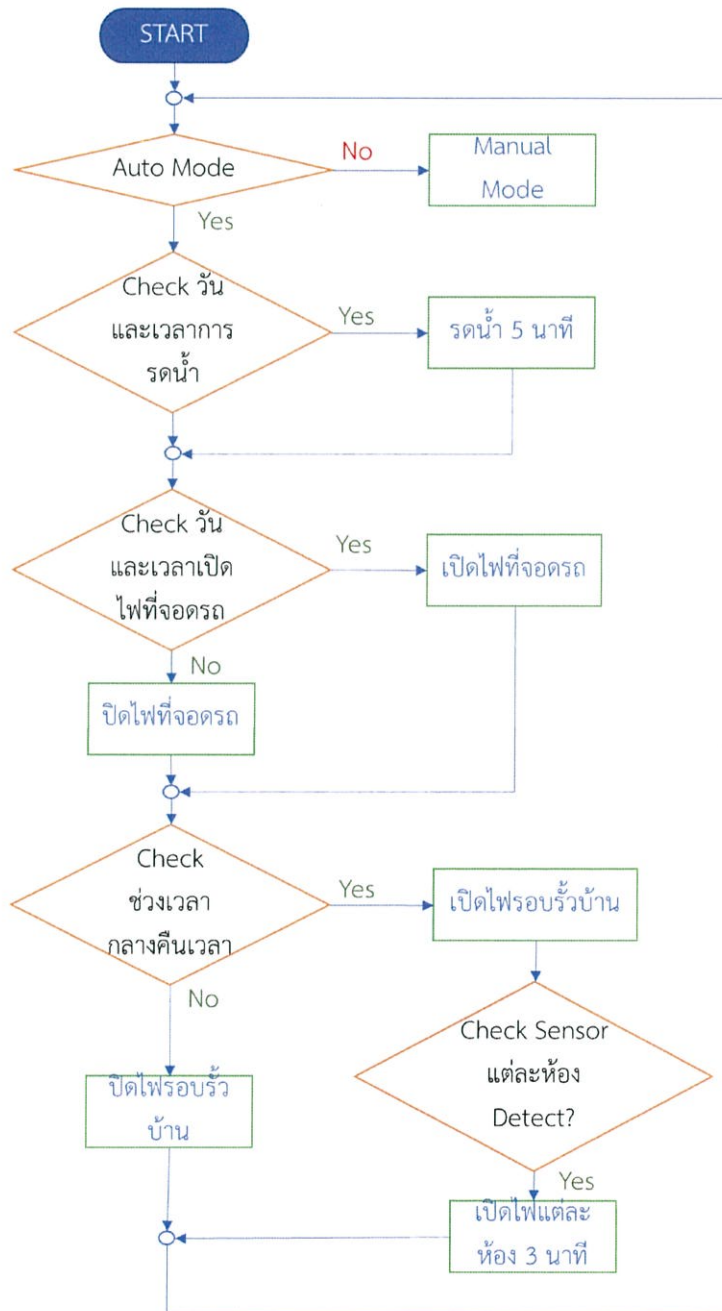 START
Auto Mode
No
Manual
Mode
Yes
Check วัน
และเวลาการ
รดน้ำ
Yes
รดน้ำ 5 นาที
Check วัน
และเวลาเปิด
ไฟที่จอดรถ
Yes
เปิดไฟที่จอดรถ
No
ปิดไฟที่จอดรถ
Check
ช่วงเวลา
กลางคืนเวลา
Yes
เปิดไฟรอบรั้วบ้าน
No
Check Sensor
แต่ละห้อง
Detect?
ปิดไฟรอบรั้ว
บ้าน
Yes
เปิดไฟแต่ละ
ห้อง 3 นาที